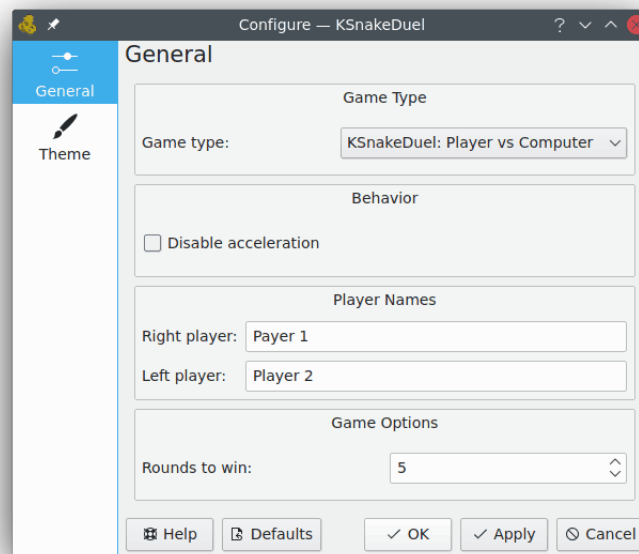 Configure — KSnakeDuel
General
General
Theme
Game Type
Game type: KSnakeDuel: Player vs Computer
Behavior
Disable acceleration
Player Names
Right player: Payer 1
Left player: Player 2
Game Options
Rounds to win: 5
Help Defaults OK Apply Cancel